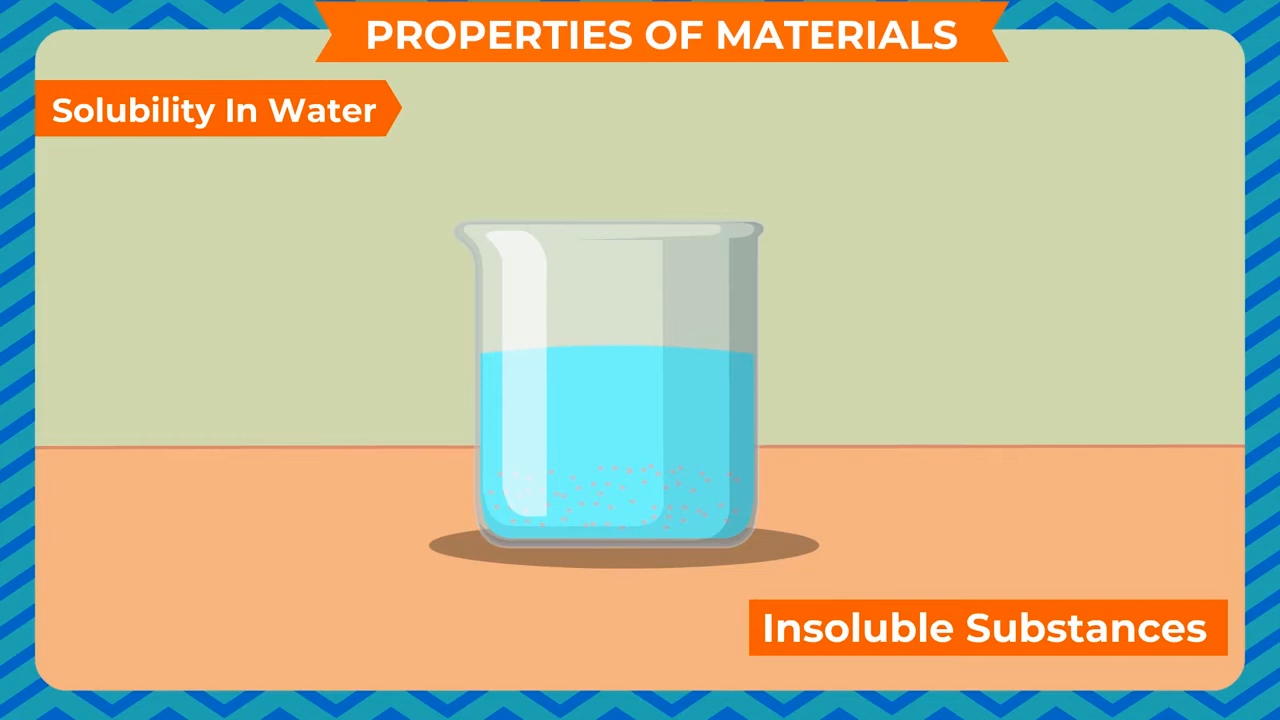 PROPERTIES OF MATERIALS
Solubility In Water
Insoluble Substances